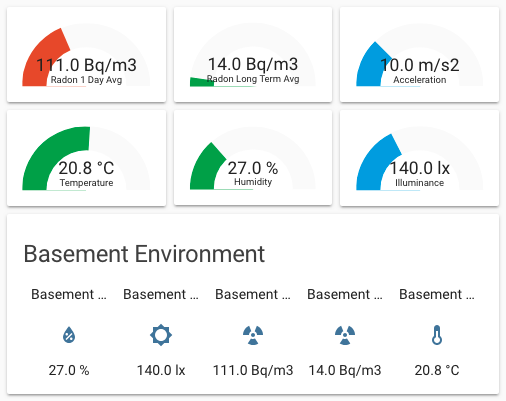 111.0 Bq/m3
Radon 1 Day Avg
14.0 Bq/m3
Radon Long Term Avg
10.0 m/s2
Acceleration
20.8 °C
Temperature
27.0 %
Humidity
140.0 lx
Illuminance
Basement Environment
Basement ... Basement ... Basement ... Basement ... Basement ...
27.0 % 140.0 lx 111.0 Bq/m3 14.0 Bq/m3 20.8 °C